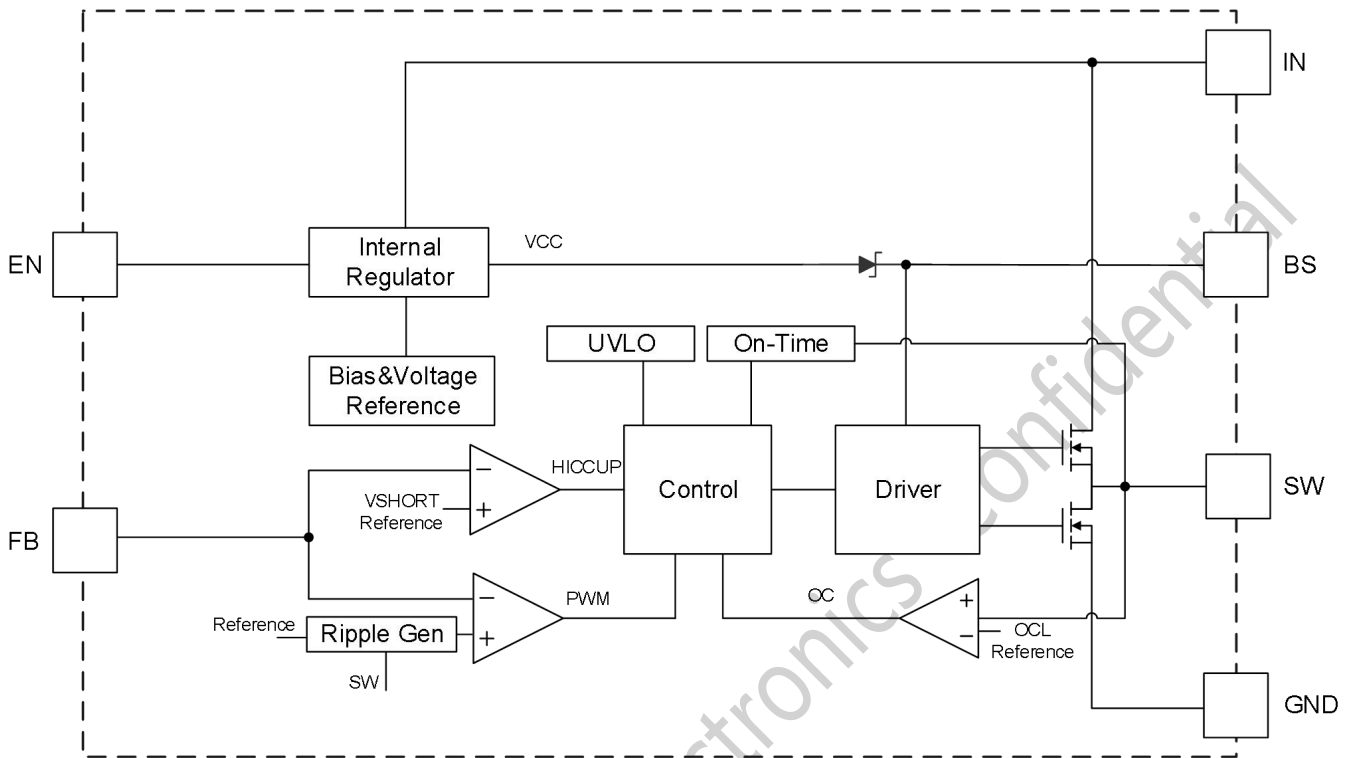 IN
EN
Internal
Regulator
VCC
BS
UVLO
On-Time
Bias&Voltage
Reference
HICCUP
-
+
VSHORT
Reference
Control
Driver
SW
FB
-
+
PWM
Reference
Ripple Gen
SW
OC
+
-
OCL
Reference
GND
Confidential